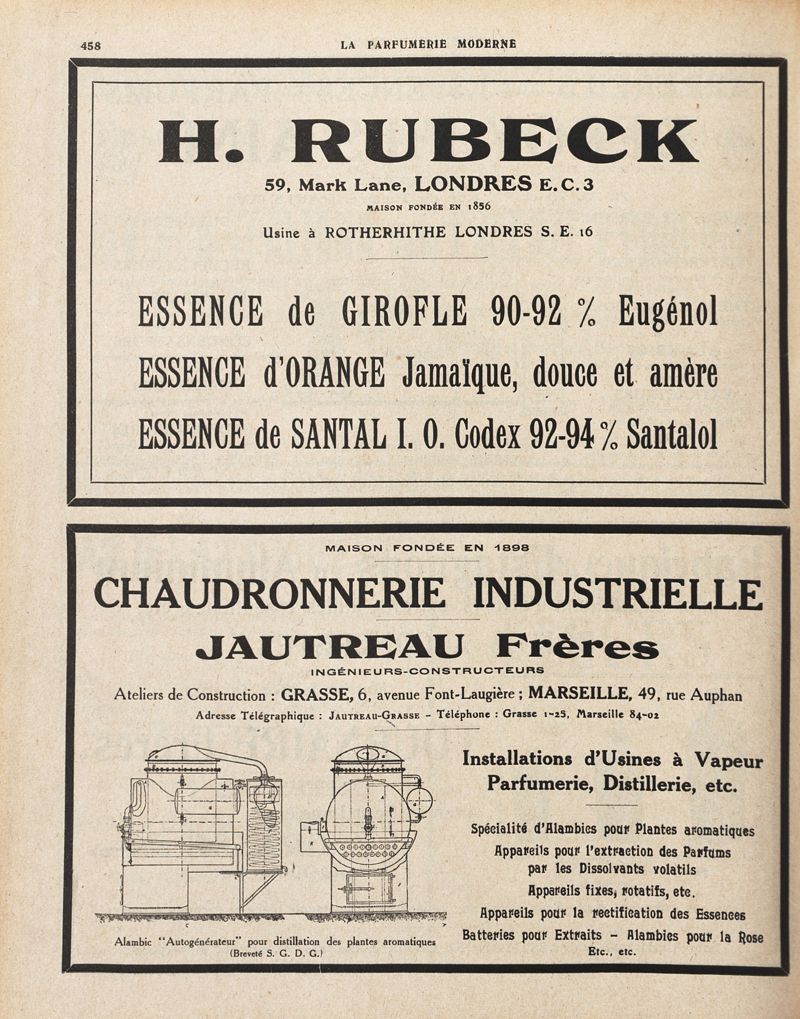 458
LA PARFUMERIE MODERNE
H. RUBECK
59, Mark Lane, LONDRES E.C.3
MAISON FONDÉE EN 1856
Usine à ROTHERHITHE LONDRES S. E. 16
ESSENCE de GIROFLE 90-92 % Eugénol
ESSENCE d'ORANGE Jamaïque, douce et amère
ESSENCE de SANTAL I. O. Codex 92-94 % Santalol
MAISON FONDÉE EN 1898
CHAUDRONNERIE INDUSTRIELLE
JAUTREAU Frères
INGÉNIEURS-CONSTRUCTEURS
Ateliers de Construction : GRASSE, 6, avenue Font-Laugière ; MARSEILLE, 49, rue Auphan
Adresse Télégraphique : JAUTREAU-GRASSE – Téléphone : Grasse 1-25, Marseille 84-02
Installations d'Usines à Vapeur
Parfumerie, Distillerie, etc.
Spécialité d'Alambics pour Plantes aromatiques
Appareils pour l'extraction des Parfums
par les Dissolvants volatils
Appareils fixes, rotatifs, etc.
Appareils pour la rectification des Essences
Batteries pour Extraits – Alambics pour la Rose
Etc., etc.
Alambic "Autogénérateur" pour distillation des plantes aromatiques
(Breveté S. G. D. G.)